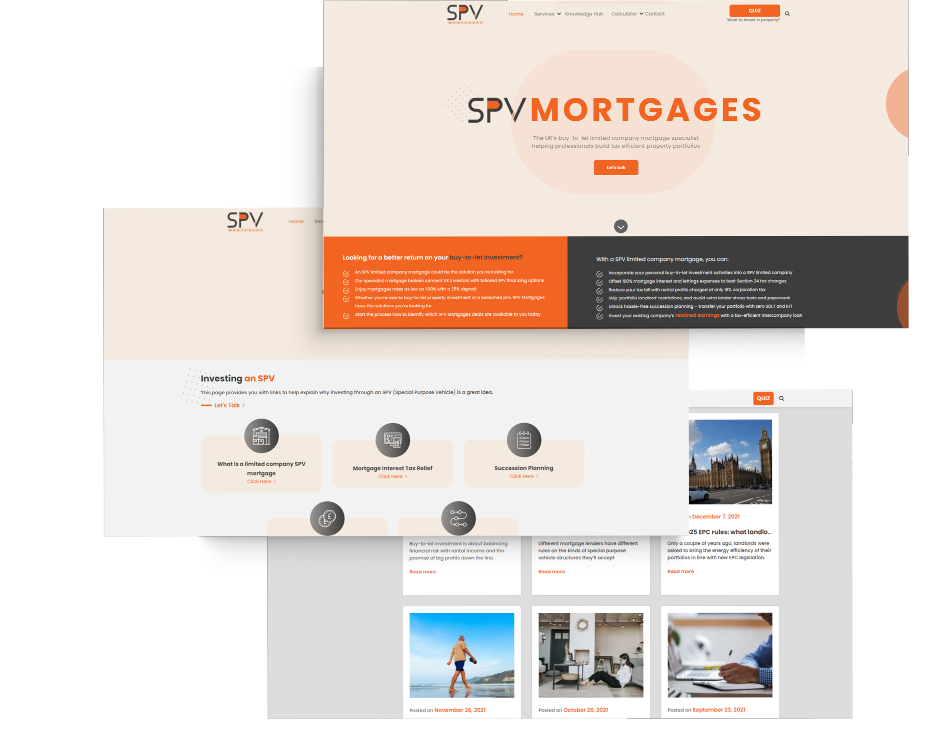 SPV
MORTGAGES
Home
Services
Knowledge Hub
Calculator
Contact
QUIZ
Want to invest in property?
SPV MORTGAGES
The UK's buy-to-let limited company mortgage specialist,
helping professionals build tax efficient property portfolios
Let's talk
Looking for a better return on your buy-to-let investment?
An SPV limited company mortgage could be the solution you're looking for
Our specialist mortgage brokers connect UK investors with tailored SPV financing options
Enjoy mortgages rates as low as 1.60% with a 25% deposit
Whether you're new to buy-to-let property investment or a seasoned pro, SPV Mortgages
have the solutions you're looking for
Start the process now to identify which SPV Mortgages deals are available to you today
With a SPV limited company mortgage, you can:
Incorporate your personal buy-to-let investment activities into a SPV limited company
Offset 100% mortgage interest and lettings expenses to beat Section 24 tax changes
Reduce your tax bill with rental profits charged at only 19% corporation tax
Skip 'portfolio landlord' restrictions, and avoid extra lender stress tests and paperwork
Unlock hassle-free succession planning – transfer your portfolio with zero SDLT and IHT
Invest your existing company's retained earnings with a tax-efficient intercompany loan
SPV
MORTGAGES
Home
Investing an SPV
This page provides you with links to help explain why investing through an SPV (Special Purpose Vehicle) is a great idea.
Let's Talk
What is a limited company SPV
mortgage
Click Here
Mortgage Interest Tax Relief
Click Here
Succession Planning
Click Here
QUIZ
December 7, 2021
025 EPC rules: what landlo..
Only a couple of years ago, landlords were
asked to bring the energy efficiency of their
portfolios in line with new EPC legislation.
Read more
Buy-to-let investment is about balancing
financial risk with rental income and the
promise of big profits down the line.
Read more
Different mortgage lenders have different
rules on the kinds of special purpose
vehicle structures they'll accept
Read more
Posted on November 26, 2021
Posted on October 26, 2021
Posted on September 23, 2021